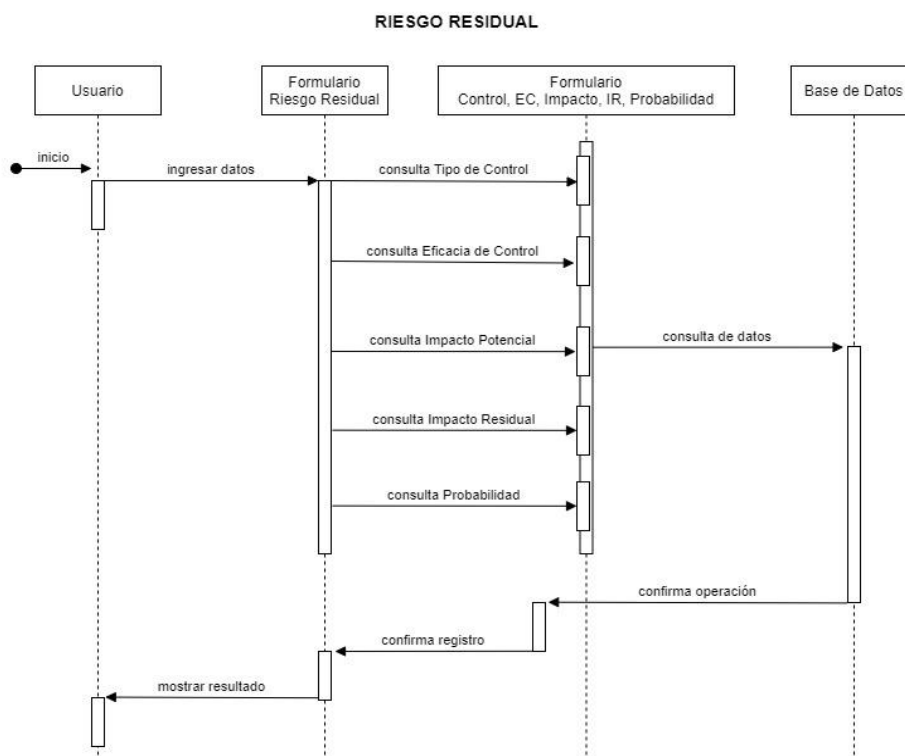 RIESGO RESIDUAL
Usuario
Formulario
Riesgo Residual
Formulario
Control, EC, Impacto, IR, Probabilidad
Base de Datos
inicio
ingresar datos
consulta Tipo de Control
consulta Eficacia de Control
consulta Impacto Potencial
consulta de datos
consulta Impacto Residual
consulta Probabilidad
confirma operación
confirma registro
mostrar resultado